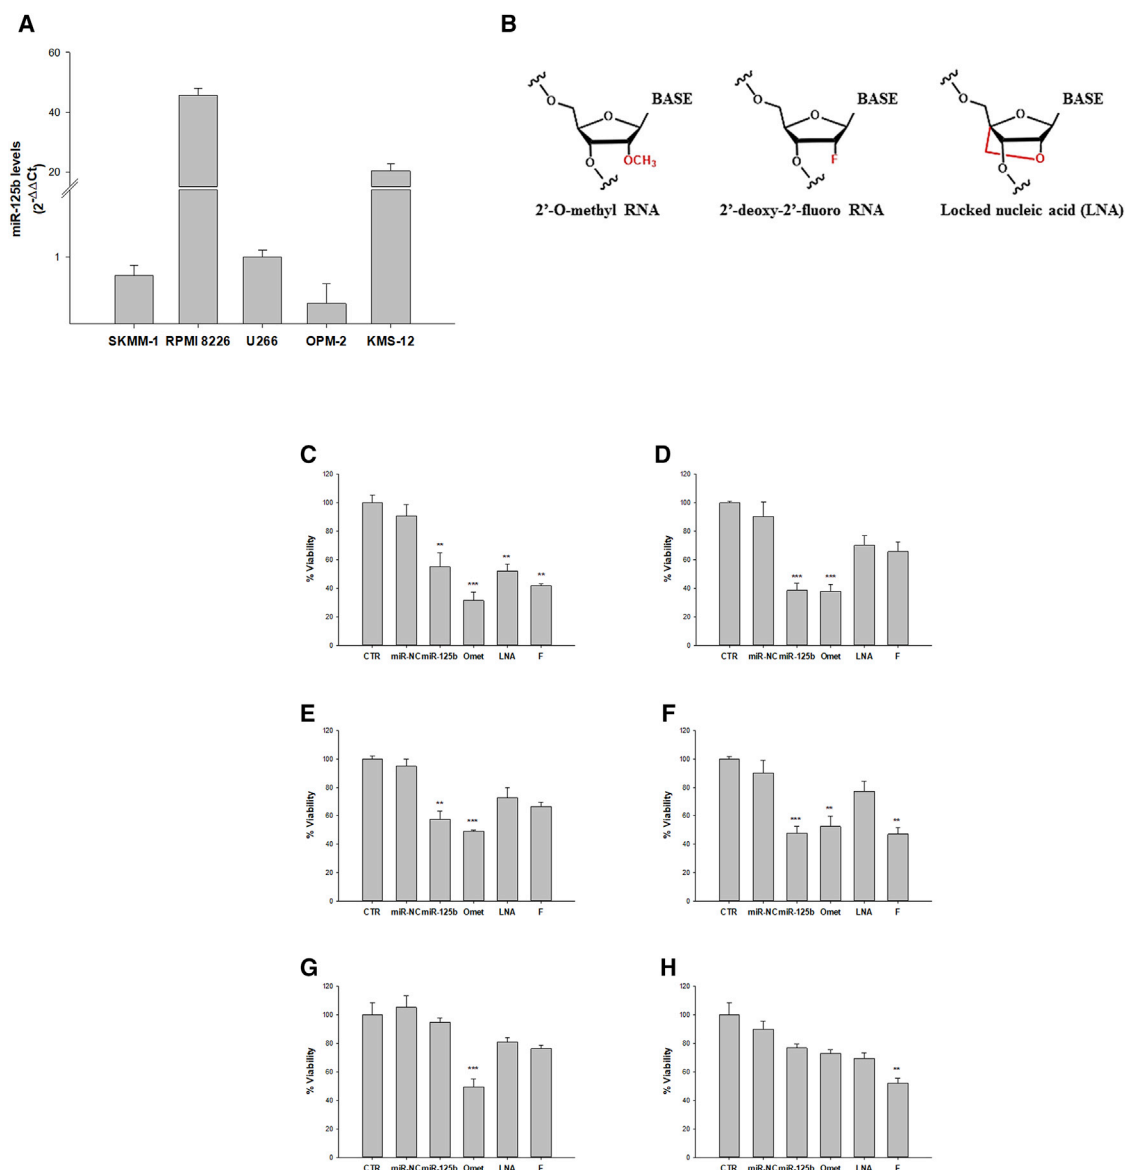 A
miR-125b levels
(2-ΔΔCt)
60
40
20
1
SKMM-1 RPMI 8226 U266 OPM-2 KMS-12
B
O O BASE O OCH3
2'-O-methyl RNA
O O BASE O F
2'-deoxy-2'-fluoro RNA
O O BASE O O
Locked nucleic acid (LNA)
C
% Viability
120
100
80
60
40
20
0
** *** ** **
CTR miR-NC miR-125b Omet LNA F
D
% Viability
120
100
80
60
40
20
0
*** ***
CTR miR-NC miR-125b Omet LNA F
E
% Viability
120
100
80
60
40
20
0
** ***
CTR miR-NC miR-125b Omet LNA F
F
% Viability
120
100
80
60
40
20
0
*** ** **
CTR miR-NC miR-125b Omet LNA F
G
% Viability
120
100
80
60
40
20
0
***
CTR miR-NC miR-125b Omet LNA F
H
% Viability
120
100
80
60
40
20
0
**
CTR miR-NC miR-125b Omet LNA F